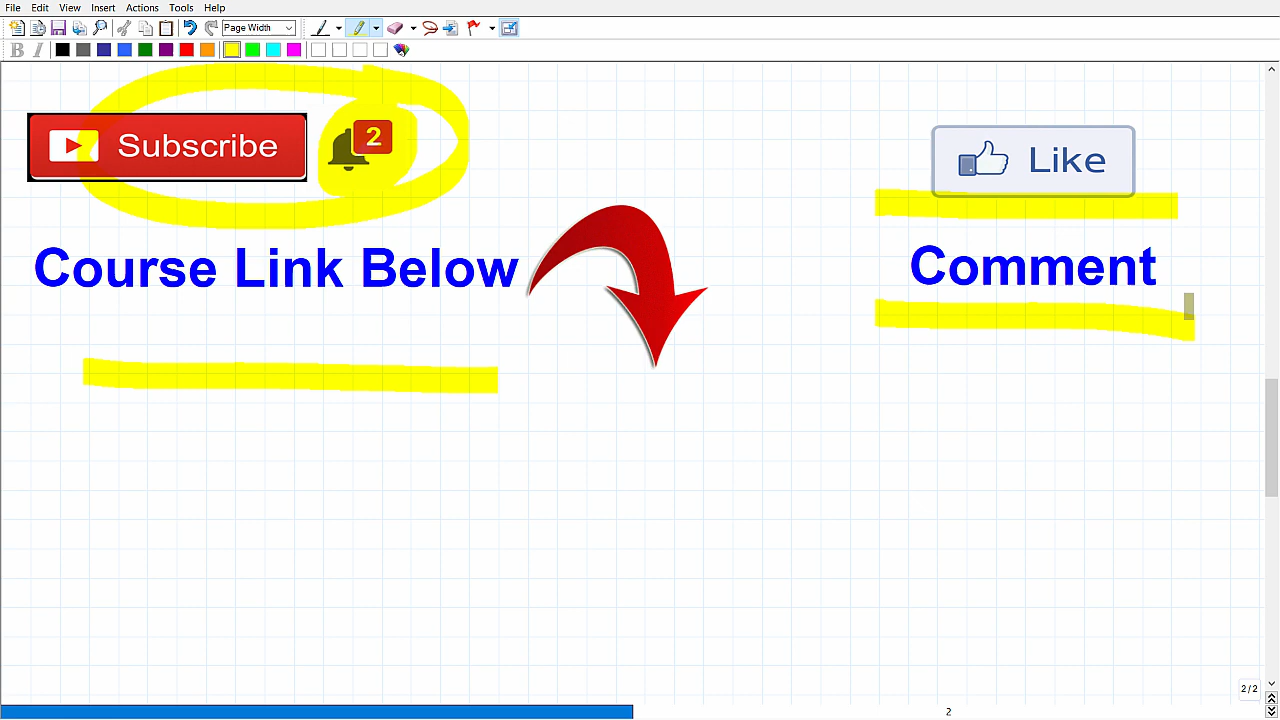 File Edit View Insert Actions Tools Help
Page Width
B I
Subscribe 2
Like
Course Link Below
Comment
2/2
2